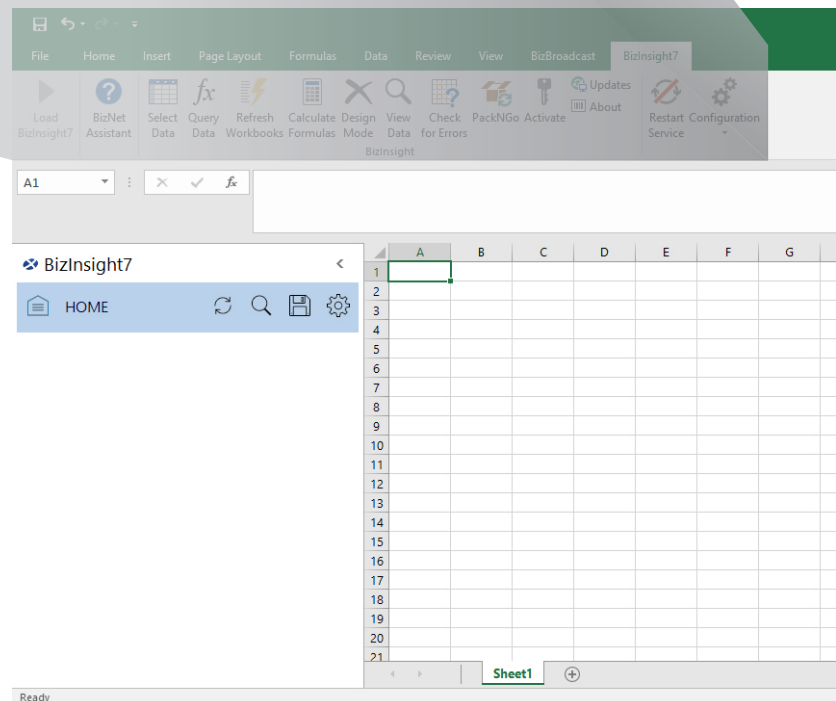 File Home Insert Page Layout Formulas Data Review View BizBroadcast BizInsight7
Load BizInsight7
BizNet Assistant
Select Data
Query Data
Refresh Workbooks
Calculate Formulas
Design Mode
View Data
Check for Errors
PackNGo
Activate
Updates
About
Restart Service
Configuration
BizInsight
A1
fx
BizInsight7
HOME
A B C D E F G
1
2
3
4
5
6
7
8
9
10
11
12
13
14
15
16
17
18
19
20
21
Sheet1
Ready